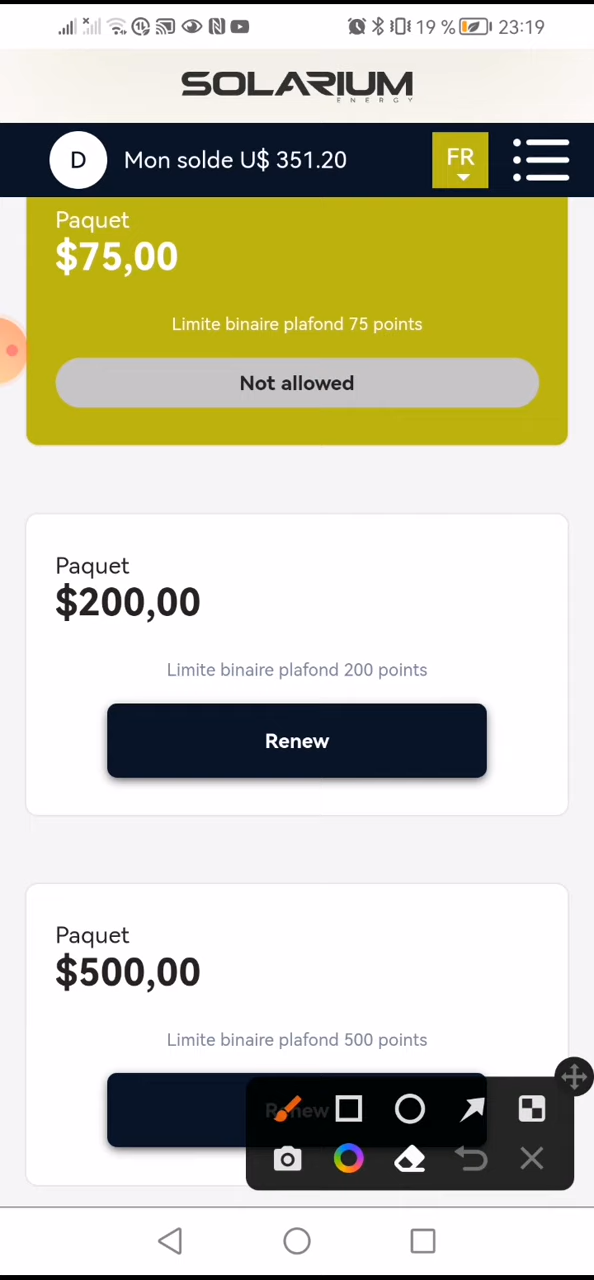 19 % 23:19
SOLARIUM
ENERGY
D Mon solde U$ 351.20 FR
Paquet
$75,00
Limite binaire plafond 75 points
Not allowed
Paquet
$200,00
Limite binaire plafond 200 points
Renew
Paquet
$500,00
Limite binaire plafond 500 points
Renew